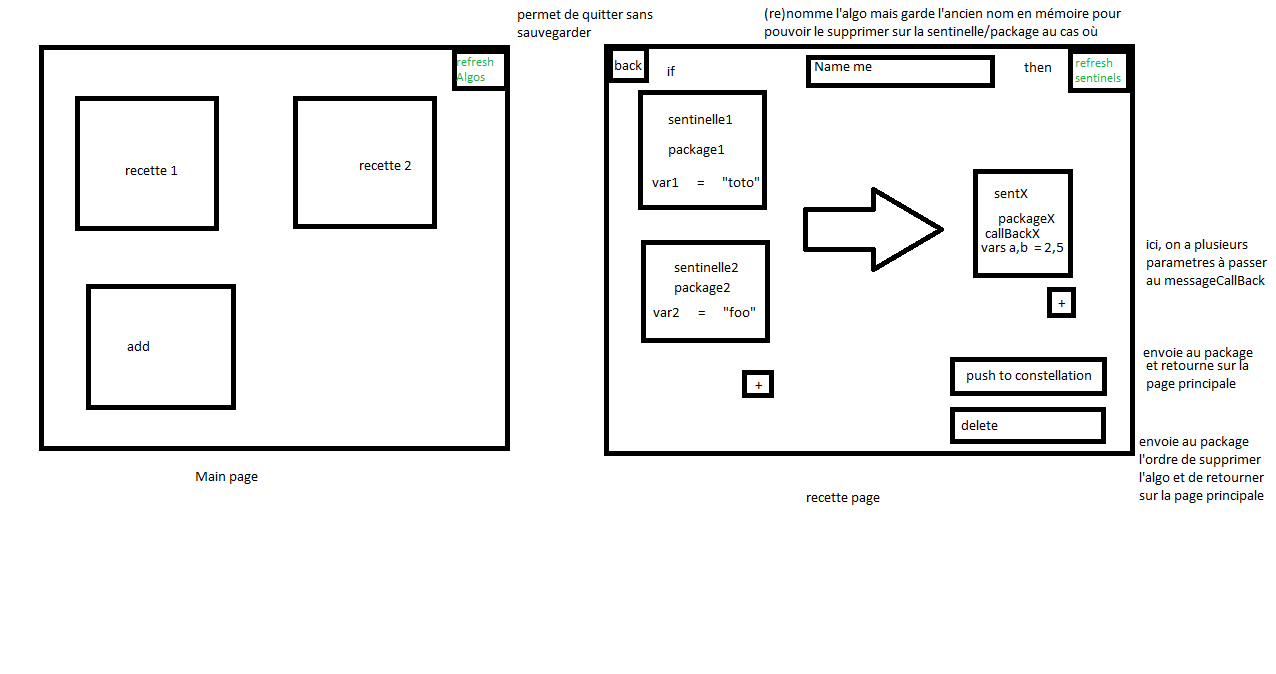 permet de quitter sans
sauvegarder
(re)nomme l'algo mais garde l'ancien nom en mémoire pour
pouvoir le supprimer sur la sentinelle/package au cas où
refresh
Algos
recette 1
recette 2
add
Main page
back
if
Name me
then
refresh
sentinels
sentinelle1
package1
var1 = "toto"
sentinelle2
package2
var2 = "foo"
+
sentX
packageX
callBackX
vars a,b = 2,5
+
push to constellation
delete
recette page
ici, on a plusieurs
parametres à passer
au messageCallBack
envoie au package
et retourne sur la
page principale
envoie au package
l'ordre de supprimer
l'algo et de retourner
sur la page principale